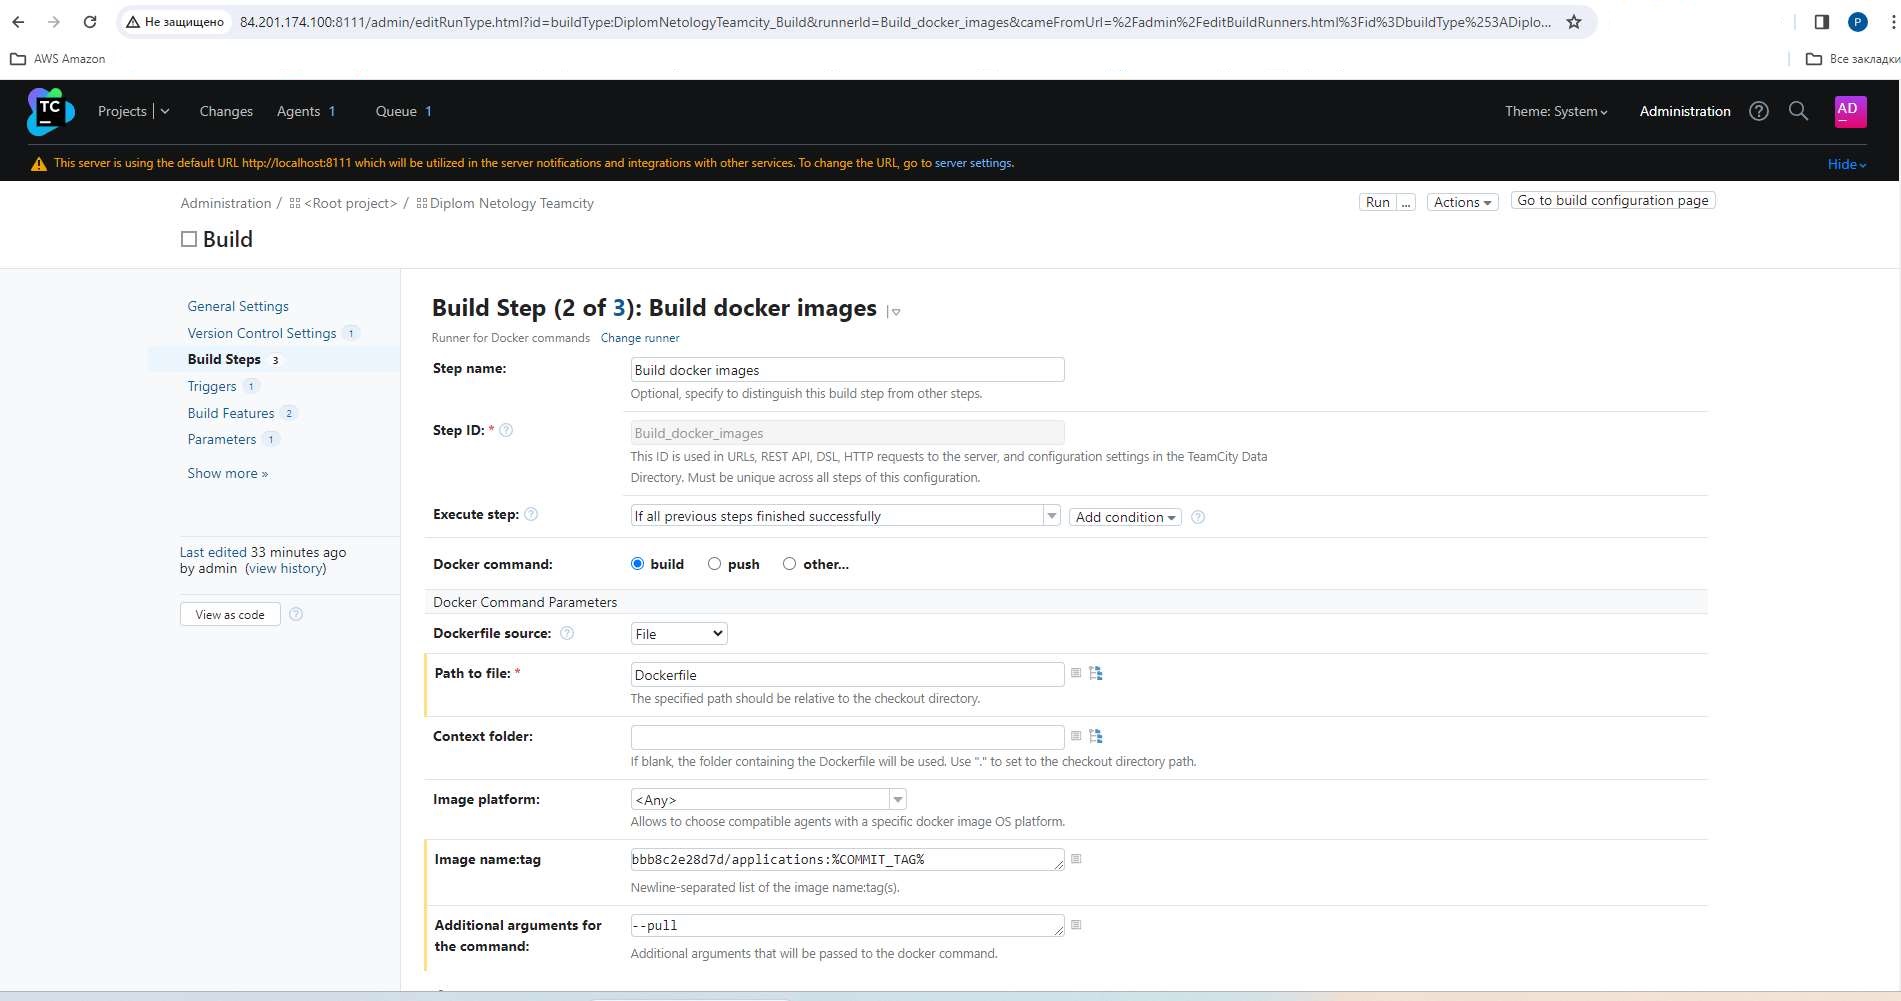 Не защищено 84.201.174.100:8111/admin/editRunType.html?id=buildType:DiplomNetologyTeamcity_Build&runnerId=Build_docker_images&cameFromUrl=%2Fadmin%2FeditBuildRunners.html%3Fid%3DbuildType%253ADiplo... P
AWS Amazon Все закладки
TC Projects Changes Agents 1 Queue 1 Theme: System Administration AD
This server is using the default URL http://localhost:8111 which will be utilized in the server notifications and integrations with other services. To change the URL, go to server settings. Hide
Administration / <Root project> / Diplom Netology Teamcity Run ... Actions Go to build configuration page
Build
General Settings
Version Control Settings 1
Build Steps 3
Triggers 1
Build Features 2
Parameters 1
Show more »
Last edited 33 minutes ago
by admin (view history)
View as code ?
Build Step (2 of 3): Build docker images
Runner for Docker commands Change runner
Step name: Build docker images
Optional, specify to distinguish this build step from other steps.
Step ID: * ? Build_docker_images
This ID is used in URLs, REST API, DSL, HTTP requests to the server, and configuration settings in the TeamCity Data
Directory. Must be unique across all steps of this configuration.
Execute step: ? If all previous steps finished successfully Add condition ?
Docker command: build push other...
Docker Command Parameters
Dockerfile source: ? File
Path to file: * Dockerfile
The specified path should be relative to the checkout directory.
Context folder:
If blank, the folder containing the Dockerfile will be used. Use "." to set to the checkout directory path.
Image platform: <Any>
Allows to choose compatible agents with a specific docker image OS platform.
Image name:tag bbb8c2e28d7d/applications:%COMMIT_TAG%
Newline-separated list of the image name:tag(s).
Additional arguments for
the command: --pull
Additional arguments that will be passed to the docker command.